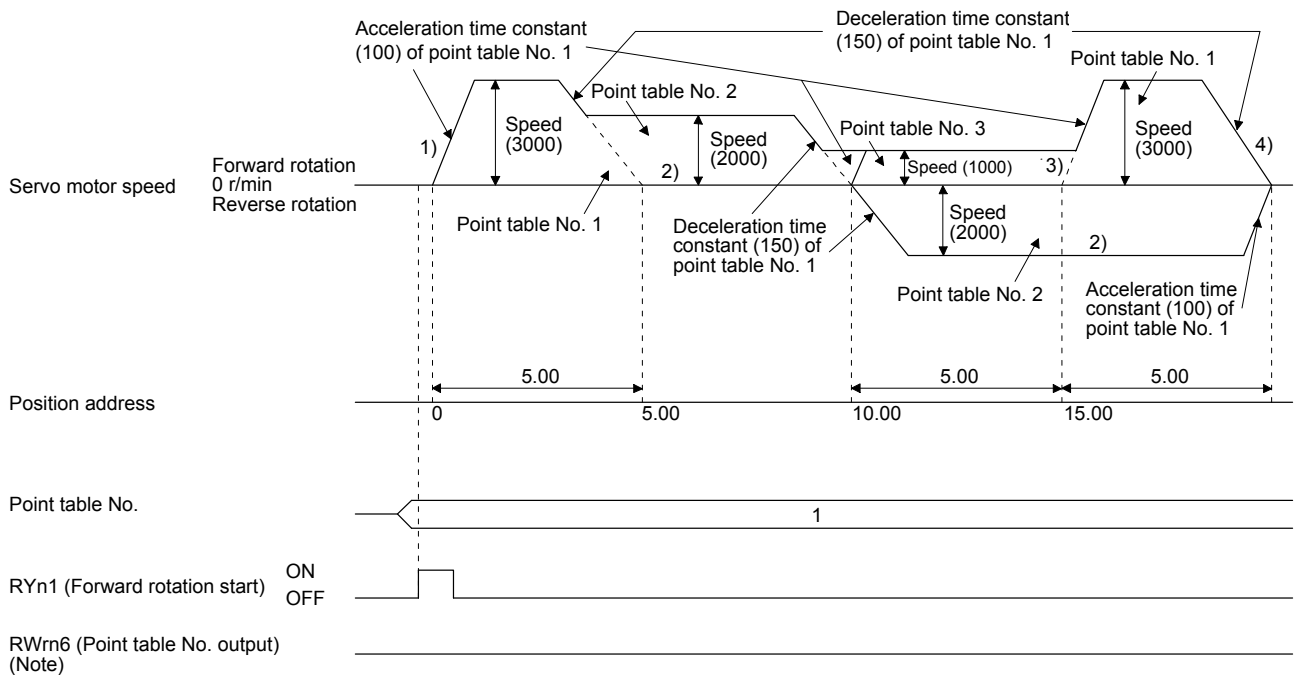 Acceleration time constant
(100) of point table No. 1
Deceleration time constant
(150) of point table No. 1
Point table No. 1
Point table No. 2
Point table No. 3
1)
Speed
(3000)
Speed
(2000)
2)
Speed (1000)
3)
Speed
(3000)
4)
Servo motor speed
Forward rotation
0 r/min
Reverse rotation
Point table No. 1
Deceleration time
constant (150) of
point table No. 1
Speed
(2000)
2)
Point table No. 2
Acceleration time
constant (100) of
point table No. 1
5.00
5.00
5.00
Position address
0
5.00
10.00
15.00
Point table No.
1
RYn1 (Forward rotation start)
ON
OFF
RWrn6 (Point table No. output)
(Note)